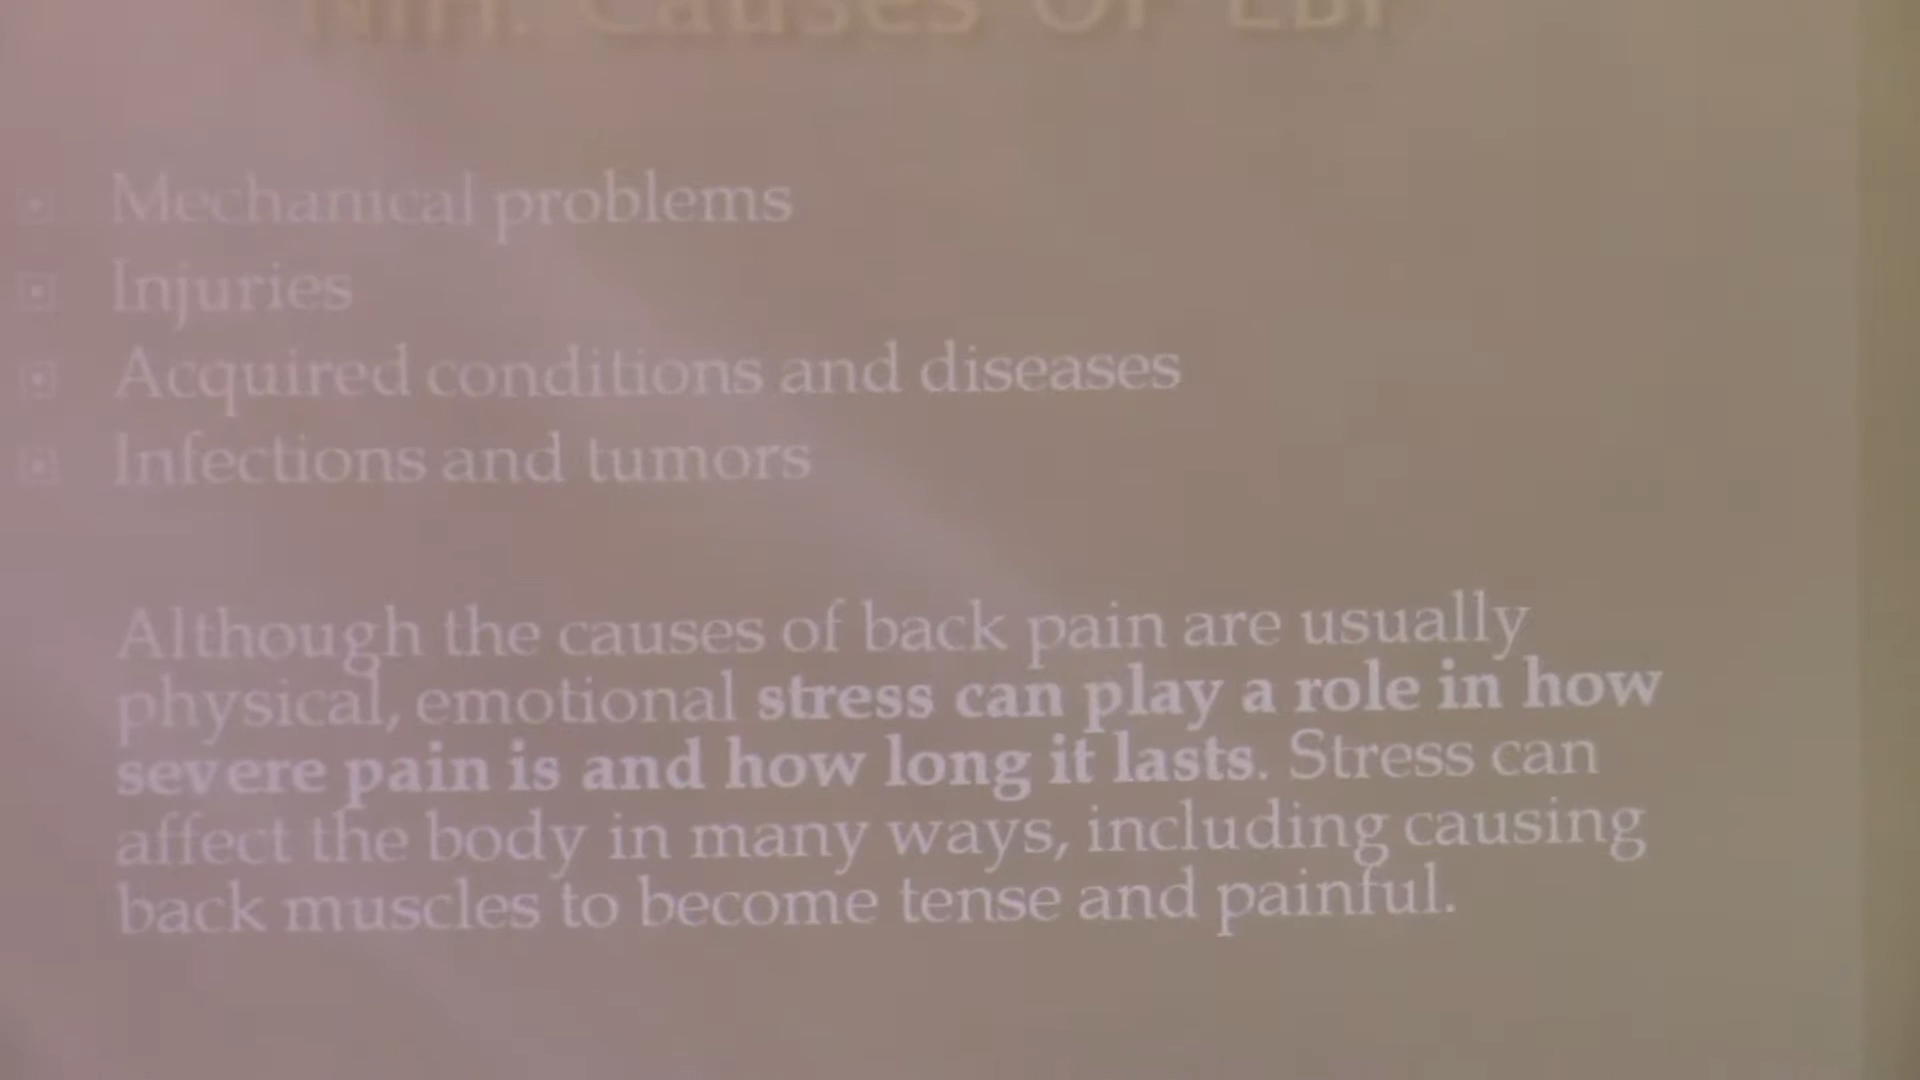 NIH: Causes Of LBP
Mechanical problems
Injuries
Acquired conditions and diseases
Infections and tumors
Although the causes of back pain are usually
physical, emotional stress can play a role in how
severe pain is and how long it lasts. Stress can
affect the body in many ways, including causing
back muscles to become tense and painful.